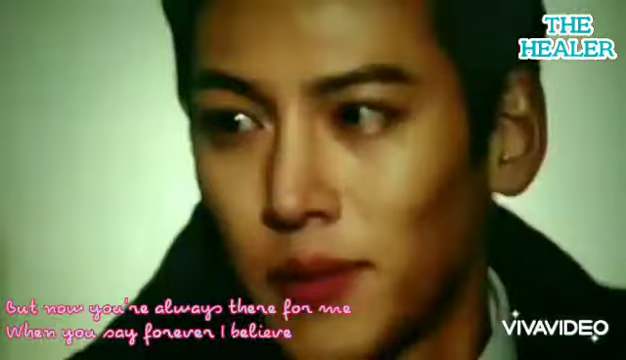 THE
HEALER
But now you're always there for me
When you say forever I believe
VIVAVIDEO